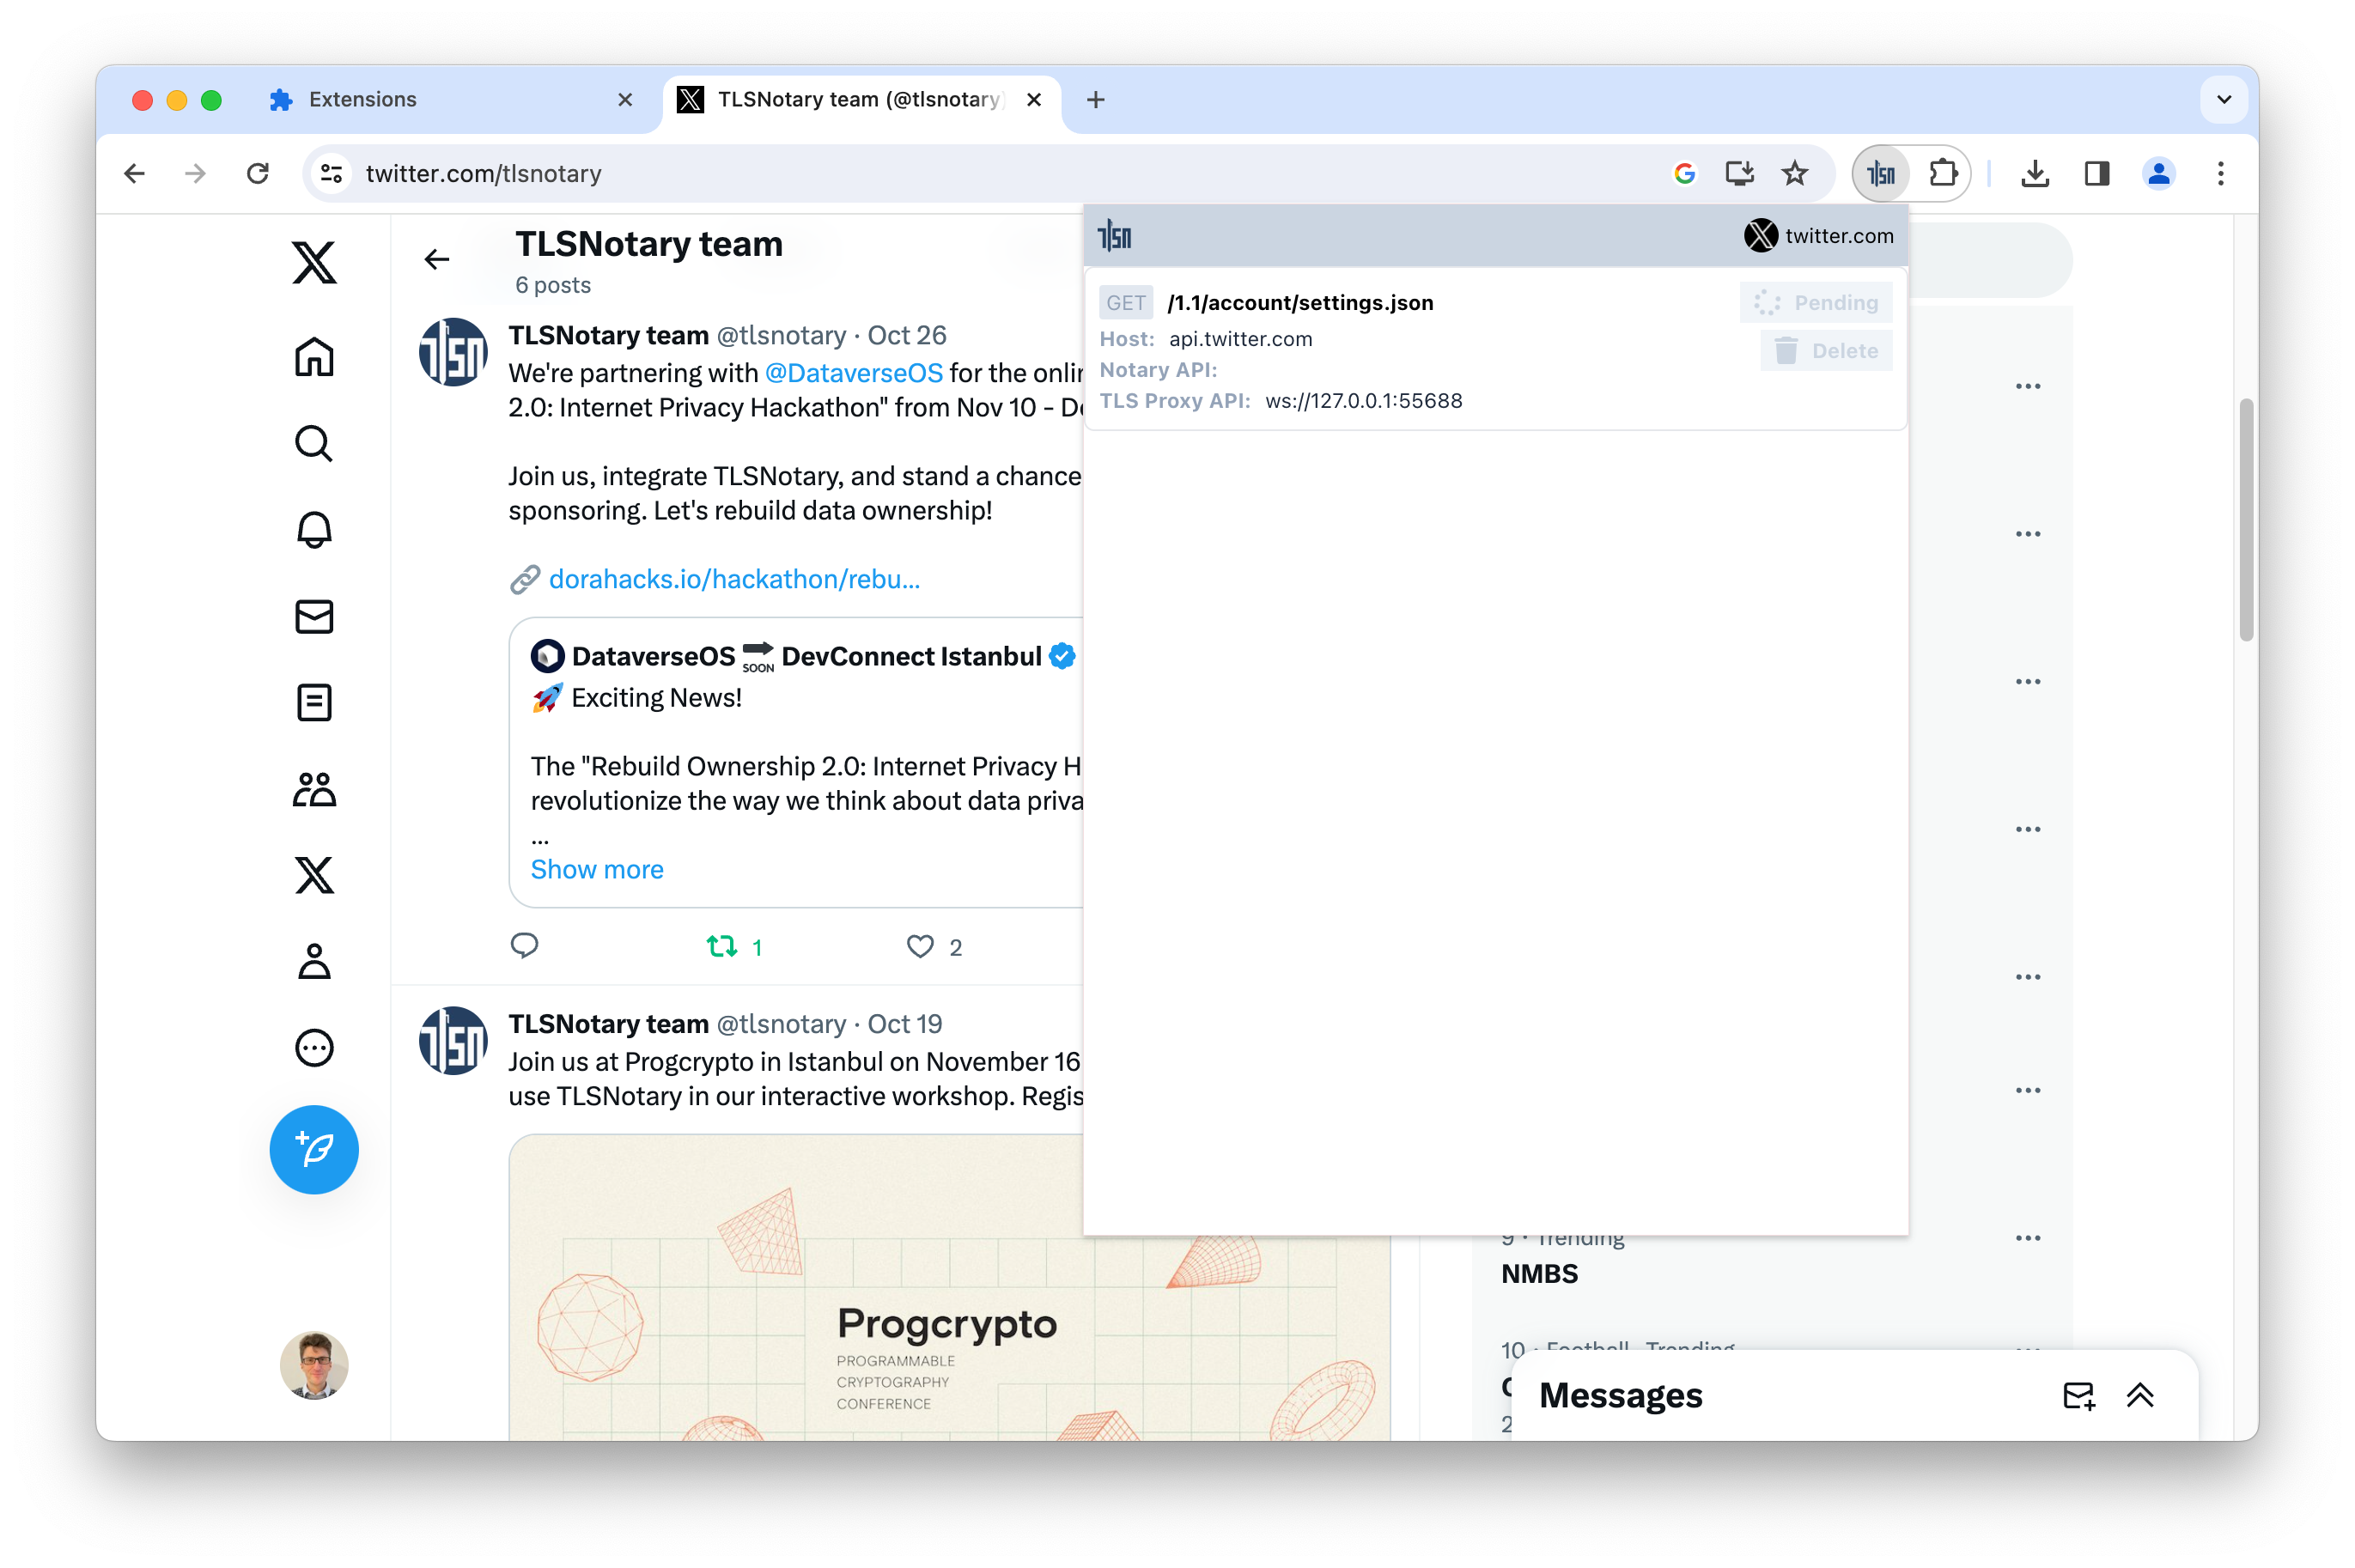 Extensions
TLSNotary team (@tlsnotary)
twitter.com/tlsnotary
TLSNotary team
6 posts
TLSNotary team @tlsnotary · Oct 26
We're partnering with @DataverseOS for the onlin
2.0: Internet Privacy Hackathon" from Nov 10 - De
Join us, integrate TLSNotary, and stand a chance
sponsoring. Let's rebuild data ownership!
dorahacks.io/hackathon/rebu...
DataverseOS SOON DevConnect Istanbul
Exciting News!
The "Rebuild Ownership 2.0: Internet Privacy H
revolutionize the way we think about data priva
...
Show more
1 2
TLSNotary team @tlsnotary · Oct 19
Join us at Progcrypto in Istanbul on November 16
use TLSNotary in our interactive workshop. Regis
Progcrypto
PROGRAMMABLE
CRYPTOGRAPHY
CONFERENCE
tlsn
twitter.com
GET /1.1/account/settings.json
Pending
Host: api.twitter.com
Delete
Notary API:
TLS Proxy API: ws://127.0.0.1:55688
9 · Trending
NMBS
10 · Football · Trending
Messages